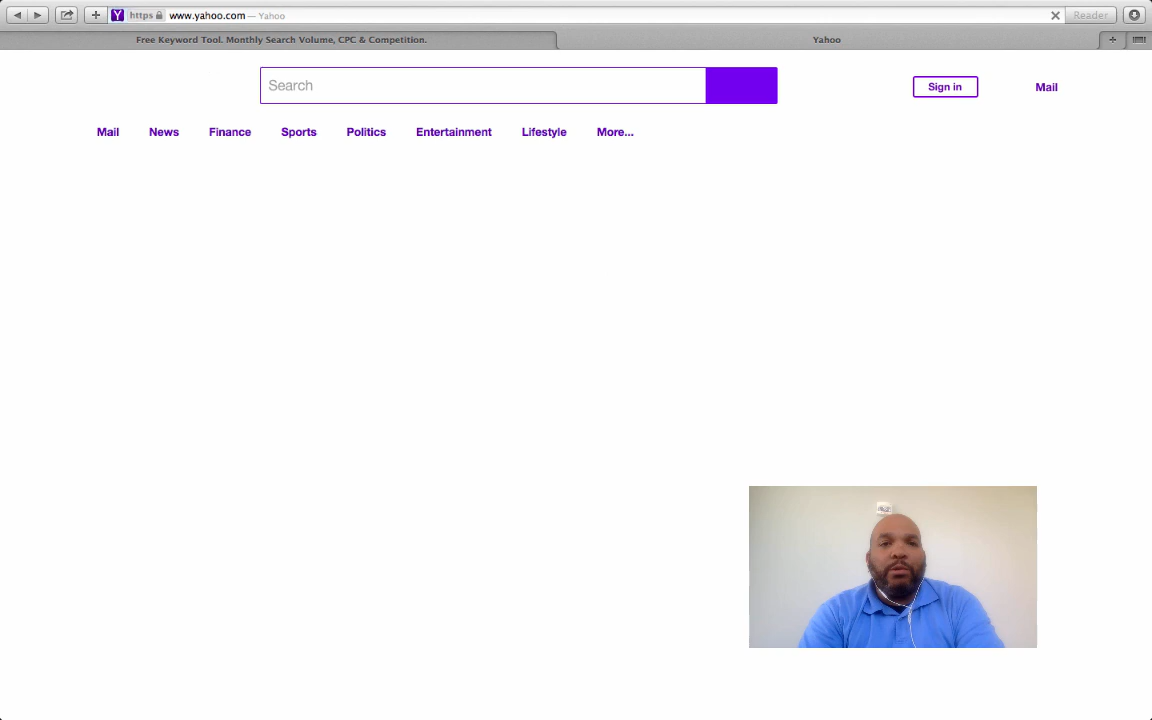 https www.yahoo.com — Yahoo Reader
Free Keyword Tool. Monthly Search Volume, CPC & Competition. Yahoo
Search
Sign in Mail
Mail News Finance Sports Politics Entertainment Lifestyle More...